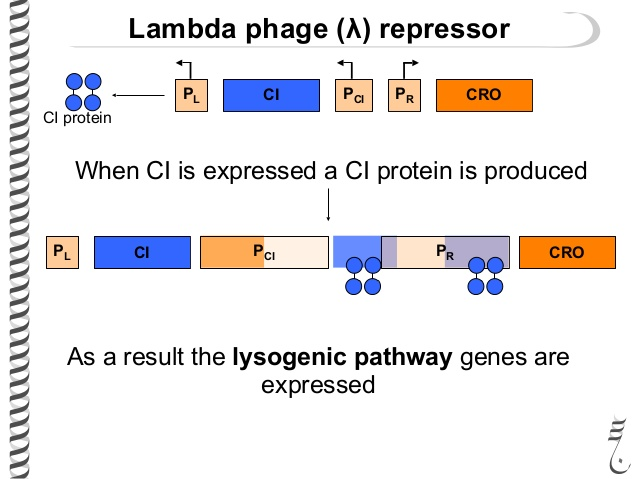 Lambda phage (λ) repressor
PL CI PCI PR CRO
CI protein
When CI is expressed a CI protein is produced
PL CI PCI PR CRO
As a result the lysogenic pathway genes are
expressed